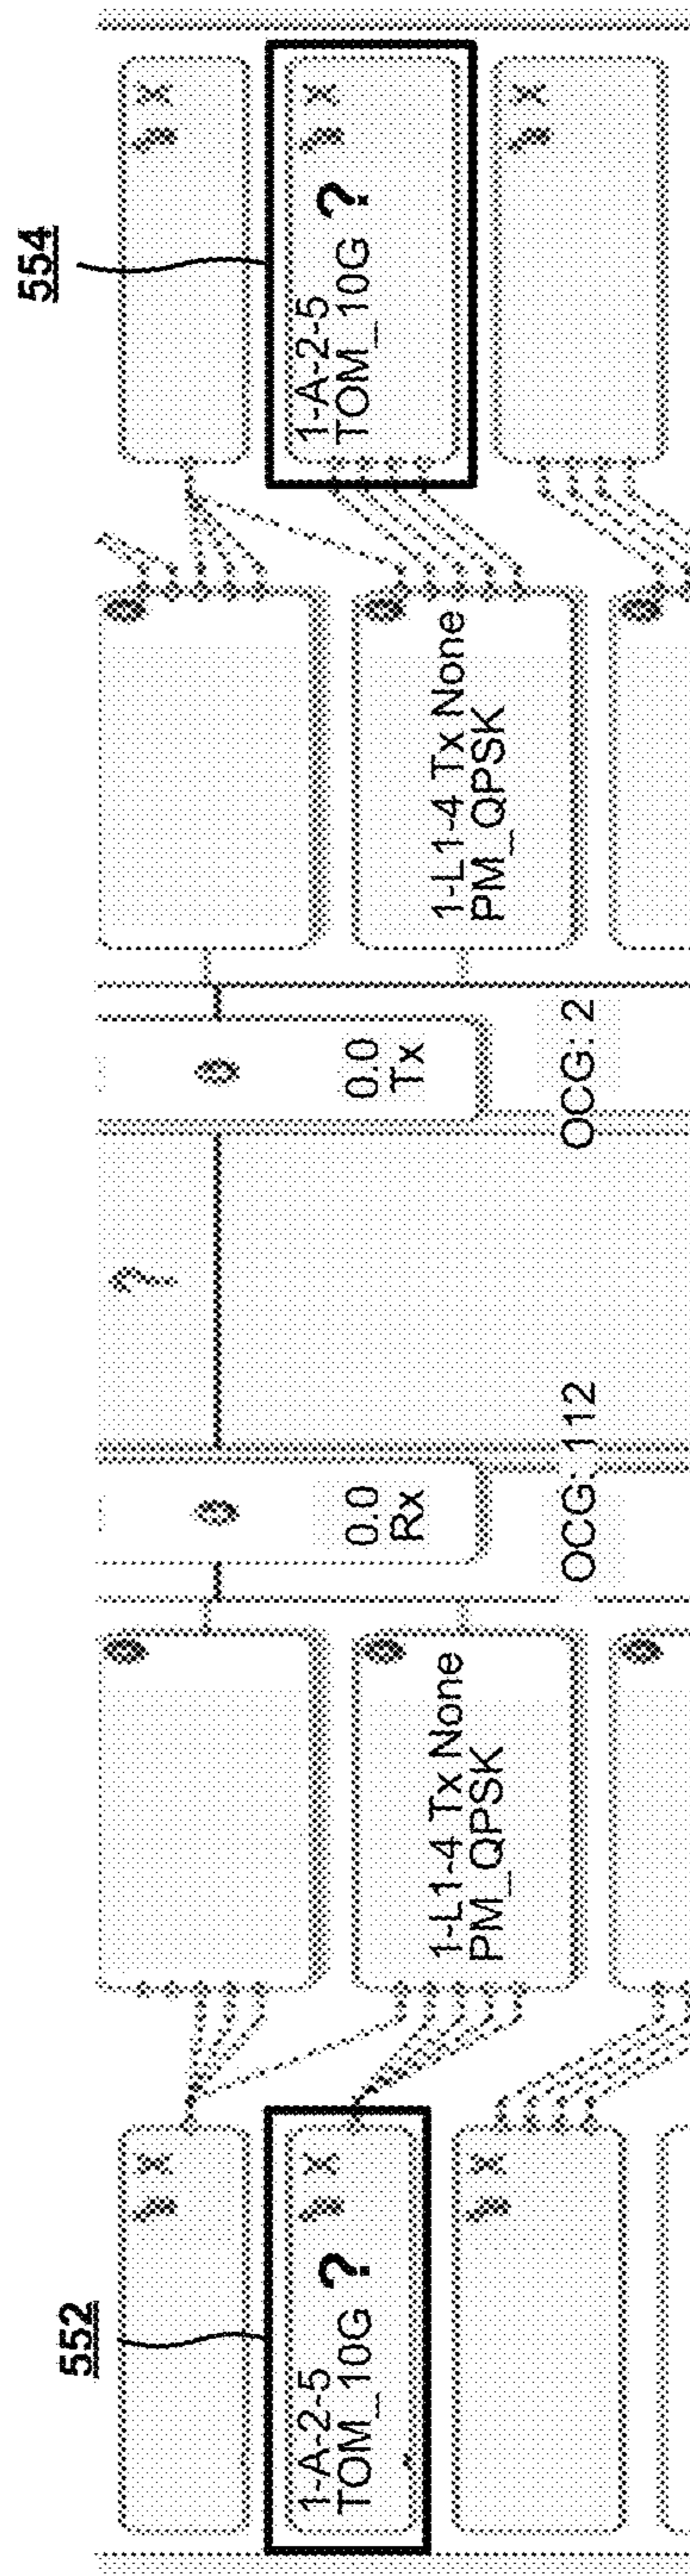 552
554
1-A-2-5
TOM_10G ?
\ X
1-L1-4 Tx None
PM_QPSK
0.0
Rx
OCG: 112
?
0.0
Tx
OCG: 2
1-L1-4 Tx None
PM_QPSK
1-A-2-5
TOM_10G ?
\ X
\ X
\ X
\ X
\ X